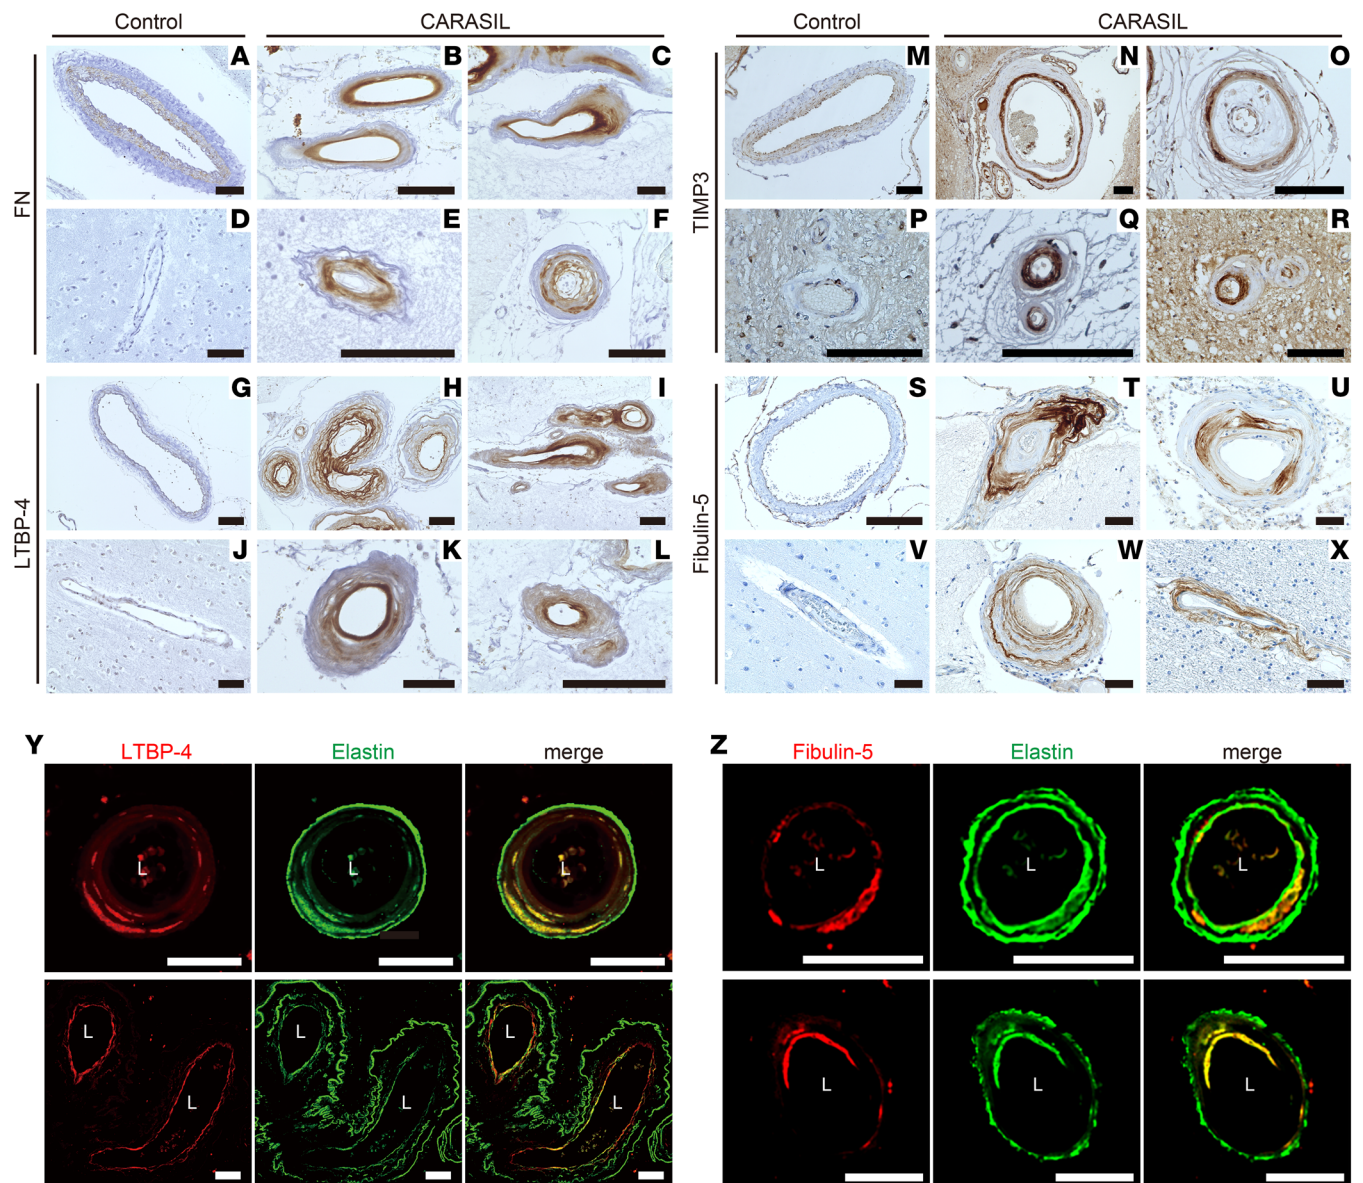 Control CARASIL Control CARASIL
A B C M N O
FN
TIMP3
D E F P Q R
G H I S T U
LTBP-4
Fibulin-5
J K L V W X
Y Z
LTBP-4 Elastin merge Fibulin-5 Elastin merge
L L L L L L
L L L L L L
L L L